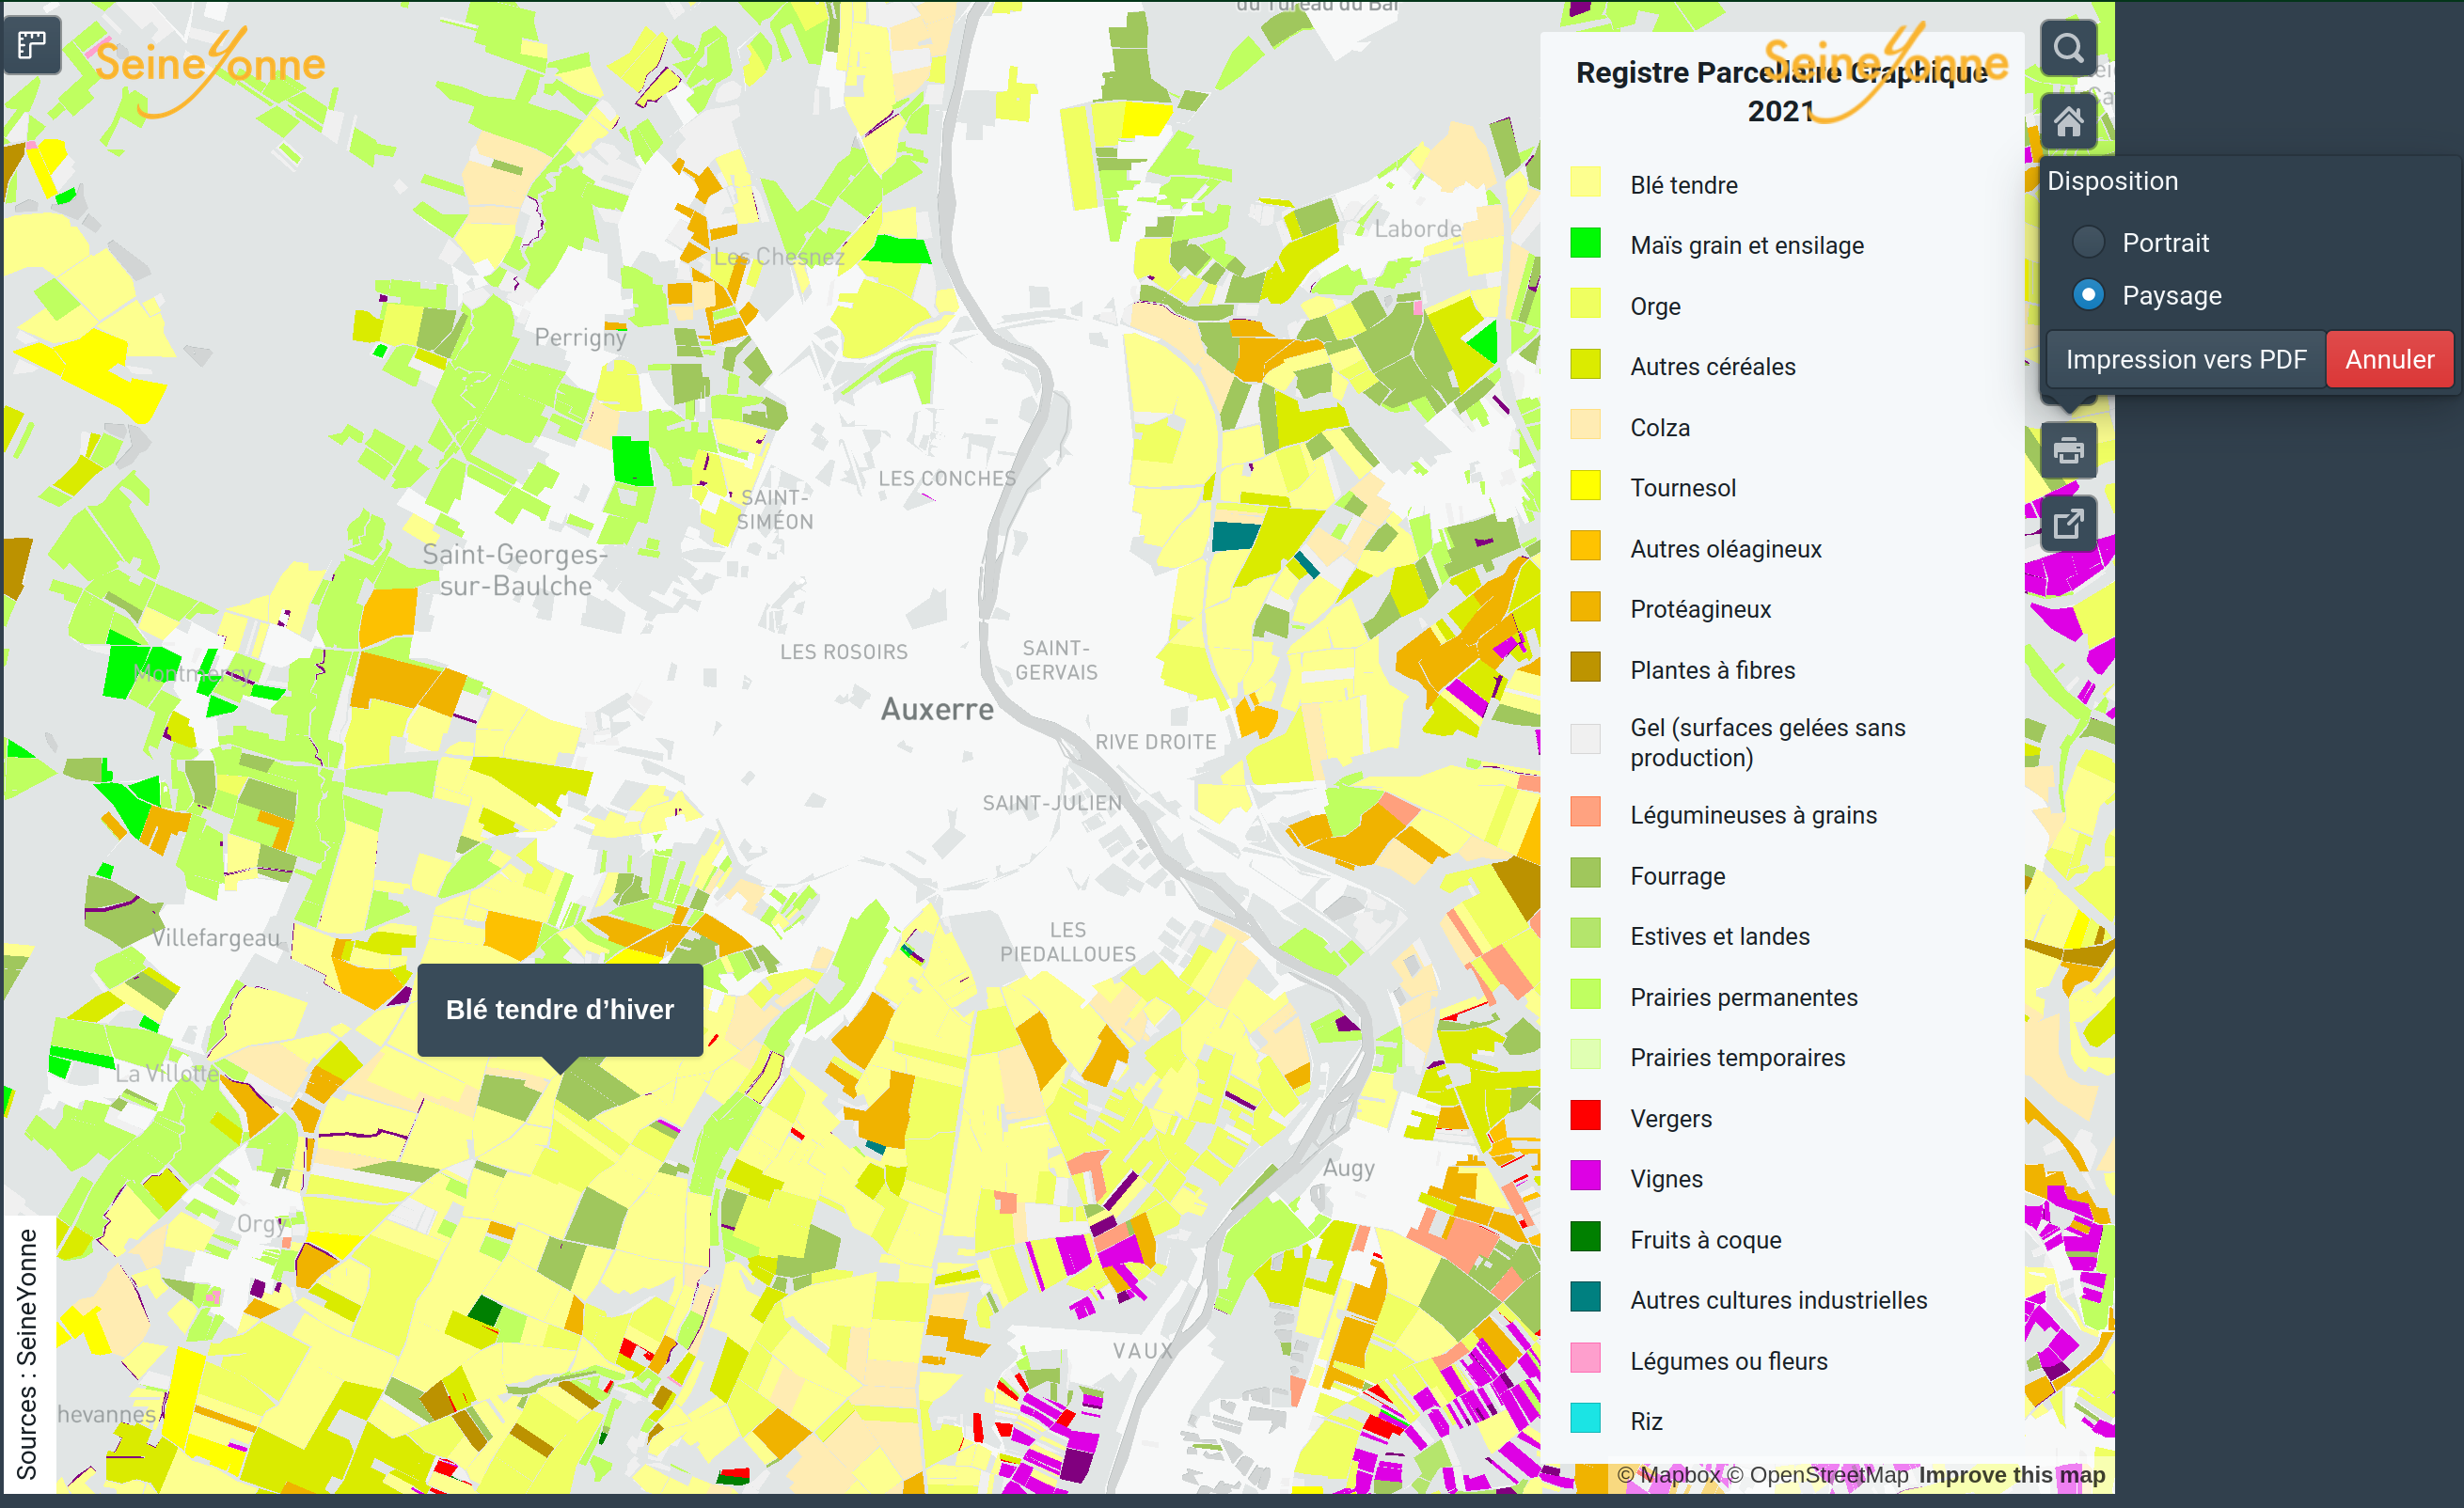 SeineYonne
SeineYonne
Registre Parcellaire Graphique
2021
Blé tendre
Maïs grain et ensilage
Orge
Autres céréales
Colza
Tournesol
Autres oléagineux
Protéagineux
Plantes à fibres
Gel (surfaces gelées sans
production)
Légumineuses à grains
Fourrage
Estives et landes
Prairies permanentes
Prairies temporaires
Vergers
Vignes
Fruits à coque
Autres cultures industrielles
Légumes ou fleurs
Riz
Disposition
Portrait
Paysage
Impression vers PDF
Annuler
Laborde
Les Chesnez
Perrigny
LES CONCHES
SAINT-
SIMÉON
Saint-Georges-
sur-Baulche
LES ROSOIRS
SAINT-
GERVAIS
Montmercy
Auxerre
RIVE DROITE
SAINT-JULIEN
Villefargeau
LES
PIEDALLOUES
Blé tendre d’hiver
La Villotte
Augy
Orgy
VAUX
hevannes
Sources : SeineYonne
© Mapbox © OpenStreetMap Improve this map